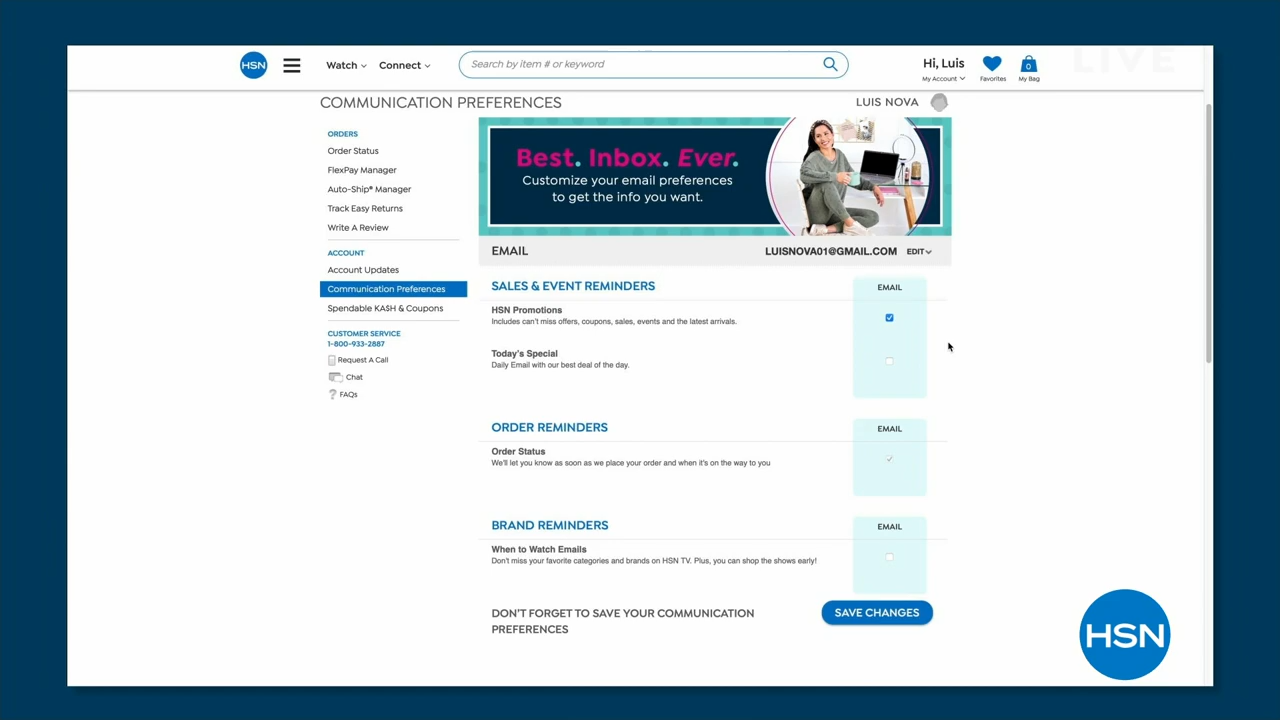 HSN
Watch
Connect
Search by item # or keyword
Hi, Luis
My Account
Favorites
0
My Bag
LIVE
COMMUNICATION PREFERENCES
LUIS NOVA
ORDERS
Order Status
FlexPay Manager
Auto-Ship® Manager
Track Easy Returns
Write A Review
ACCOUNT
Account Updates
Communication Preferences
Spendable KA$H & Coupons
CUSTOMER SERVICE
1-800-933-2887
Request A Call
Chat
FAQs
Best. Inbox. Ever.
Customize your email preferences
to get the info you want.
EMAIL
LUISNOVA01@GMAIL.COM
EDIT
SALES & EVENT REMINDERS
EMAIL
HSN Promotions
Includes can't miss offers, coupons, sales, events and the latest arrivals.
Today's Special
Daily Email with our best deal of the day.
ORDER REMINDERS
EMAIL
Order Status
We'll let you know as soon as we place your order and when it's on the way to you
BRAND REMINDERS
EMAIL
When to Watch Emails
Don't miss your favorite categories and brands on HSN TV. Plus, you can shop the shows early!
DON'T FORGET TO SAVE YOUR COMMUNICATION
PREFERENCES
SAVE CHANGES
HSN